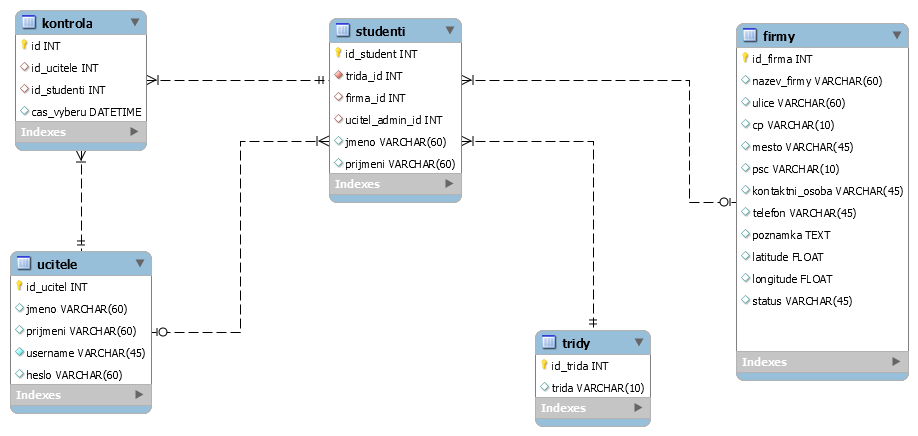 kontrola
id INT
id_ucitele INT
id_studenti INT
cas_vyberu DATETIME
Indexes
studenti
id_student INT
trida_id INT
firma_id INT
ucitel_admin_id INT
jmeno VARCHAR(60)
prijmeni VARCHAR(60)
Indexes
firmy
id_firma INT
nazev_firmy VARCHAR(60)
ulice VARCHAR(60)
cp VARCHAR(10)
mesto VARCHAR(45)
psc VARCHAR(10)
kontaktni_osoba VARCHAR(45)
telefon VARCHAR(45)
poznamka TEXT
latitude FLOAT
longitude FLOAT
status VARCHAR(45)
Indexes
ucitele
id_ucitel INT
jmeno VARCHAR(60)
prijmeni VARCHAR(60)
username VARCHAR(45)
heslo VARCHAR(60)
Indexes
tridy
id_trida INT
trida VARCHAR(10)
Indexes